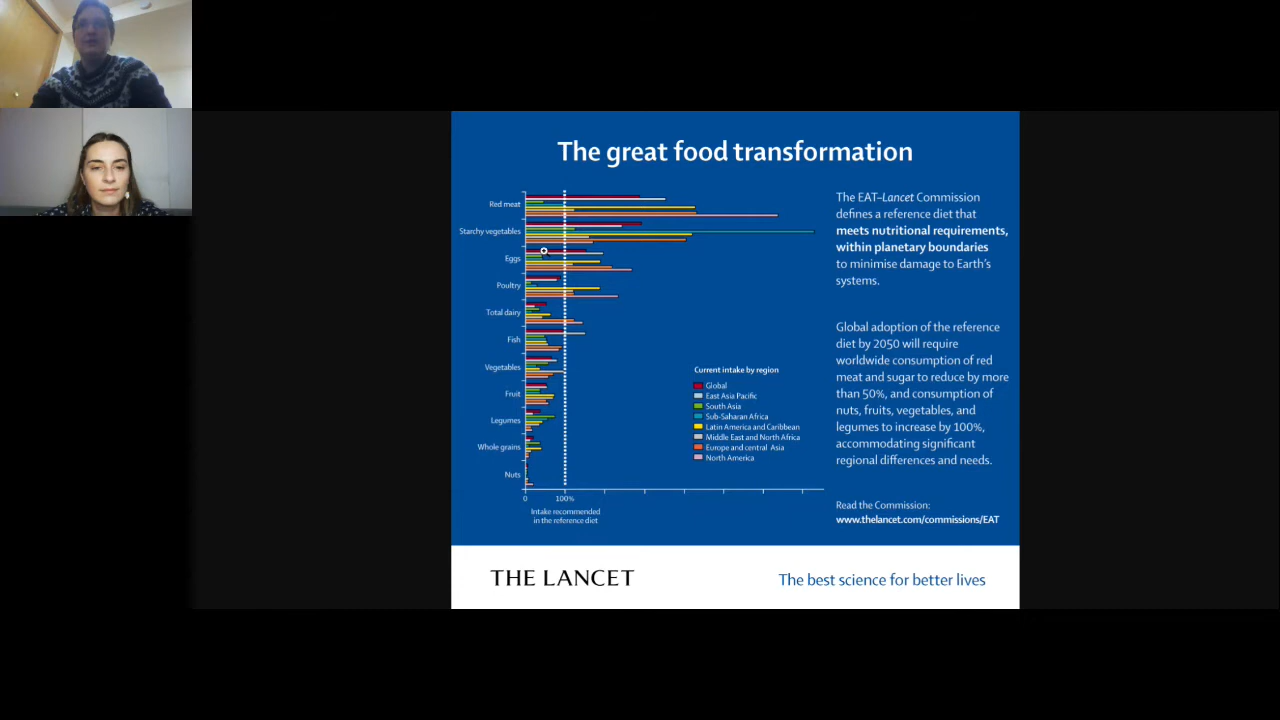 The great food transformation
Red meat
Starchy vegetables
Eggs
Poultry
Total dairy
Fish
Vegetables
Fruit
Legumes
Whole grains
Nuts
0
100%
Intake recommended
in the reference diet
Current intake by region
Global
East Asia Pacific
South Asia
Sub-Saharan Africa
Latin America and Caribbean
Middle East and North Africa
Europe and central Asia
North America
The EAT–Lancet Commission
defines a reference diet that
meets nutritional requirements,
within planetary boundaries
to minimise damage to Earth's
systems.
Global adoption of the reference
diet by 2050 will require
worldwide consumption of red
meat and sugar to reduce by more
than 50%, and consumption of
nuts, fruits, vegetables, and
legumes to increase by 100%,
accommodating significant
regional differences and needs.
Read the Commission:
www.thelancet.com/commissions/EAT
THE LANCET
The best science for better lives